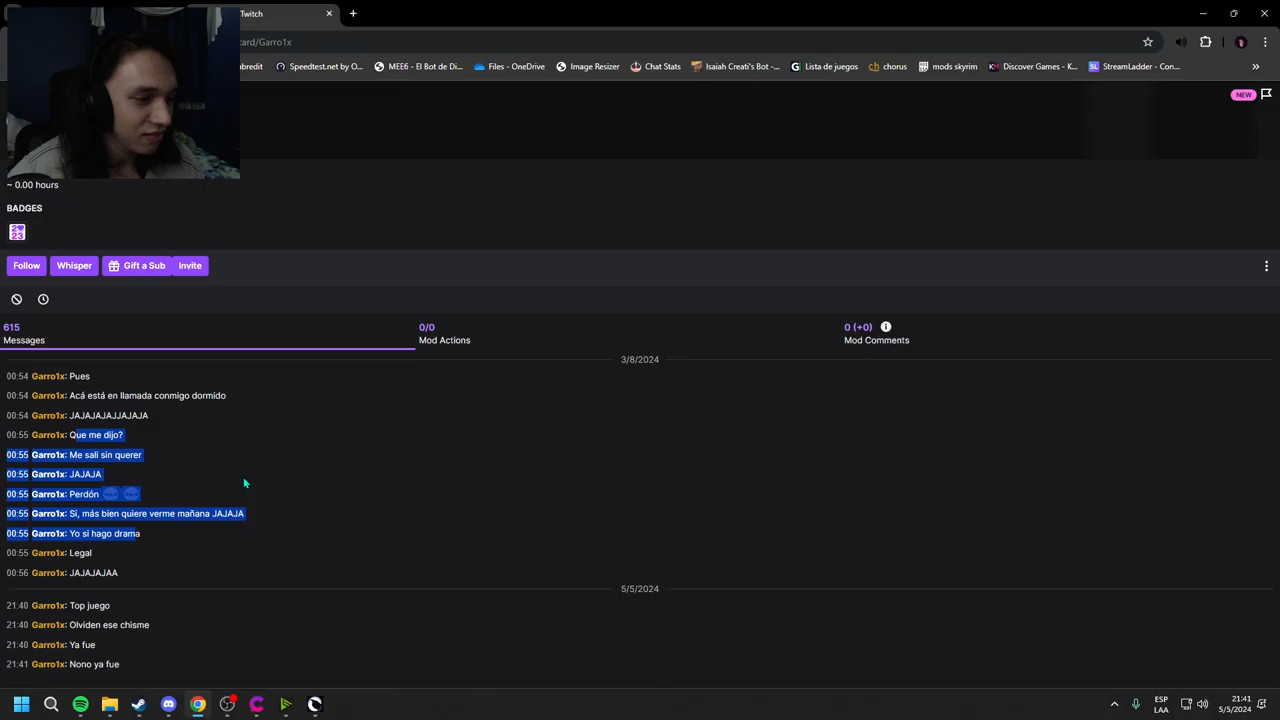 Twitch
card/Garro1x
abredit
Speedtest.net by O...
MEE6 - El Bot de Di...
Files - OneDrive
Image Resizer
Chat Stats
Isaiah Creati's Bot -...
Lista de juegos
chorus
mods skyrim
Discover Games - K...
StreamLadder - Con...
NEW
~ 0.00 hours
BADGES
2023
Follow
Whisper
Gift a Sub
Invite
615
Messages
0/0
Mod Actions
0 (+0)
Mod Comments
3/8/2024
00:54 Garro1x: Pues
00:54 Garro1x: Acá está en llamada conmigo dormido
00:54 Garro1x: JAJAJAJAJJAJAJA
00:55 Garro1x: Que me dijo?
00:55 Garro1x: Me sali sin querer
00:55 Garro1x: JAJAJA
00:55 Garro1x: Perdón
00:55 Garro1x: Si, más bien quiere verme mañana JAJAJA
00:55 Garro1x: Yo si hago drama
00:55 Garro1x: Legal
00:56 Garro1x: JAJAJAJAA
5/5/2024
21:40 Garro1x: Top juego
21:40 Garro1x: Olviden ese chisme
21:40 Garro1x: Ya fue
21:41 Garro1x: Nono ya fue
ESP
LAA
21:41
5/5/2024